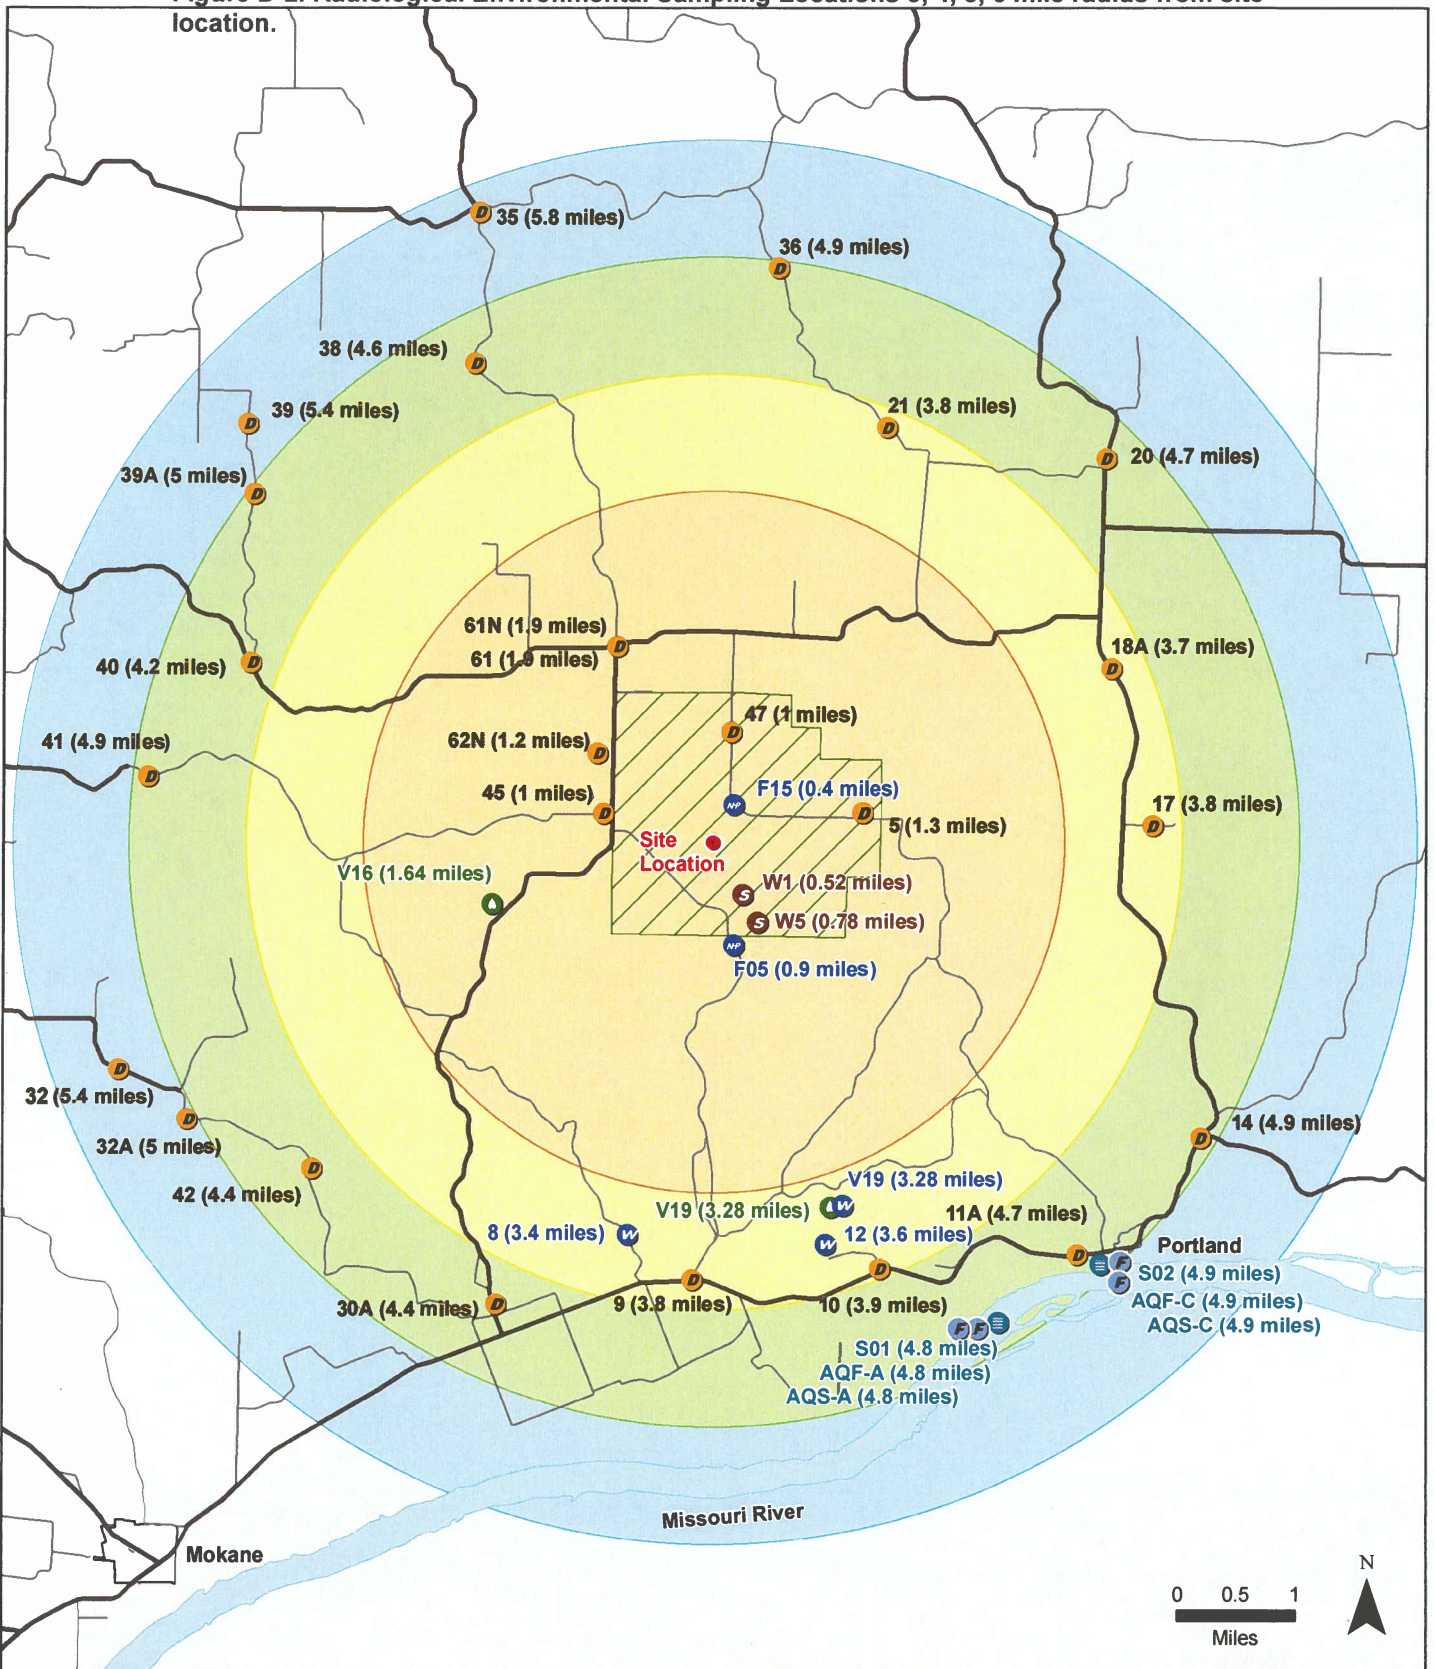 location.
35 (5.8 miles)
36 (4.9 miles)
38 (4.6 miles)
39 (5.4 miles)
21 (3.8 miles)
20 (4.7 miles)
39A (5 miles)
61N (1.9 miles)
61 (1.9 miles)
18A (3.7 miles)
40 (4.2 miles)
47 (1 miles)
41 (4.9 miles)
62N (1.2 miles)
F15 (0.4 miles)
45 (1 miles)
17 (3.8 miles)
5 (1.3 miles)
Site
Location
V16 (1.64 miles)
W1 (0.52 miles)
W5 (0.78 miles)
F05 (0.9 miles)
32 (5.4 miles)
32A (5 miles)
14 (4.9 miles)
42 (4.4 miles)
V19 (3.28 miles)
V19 (3.28 miles)
11A (4.7 miles)
8 (3.4 miles)
12 (3.6 miles)
Portland
S02 (4.9 miles)
AQF-C (4.9 miles)
AQS-C (4.9 miles)
30A (4.4 miles)
9 (3.8 miles)
10 (3.9 miles)
S01 (4.8 miles)
AQF-A (4.8 miles)
AQS-A (4.8 miles)
Missouri River
Mokane
N
0 0.5 1
Miles